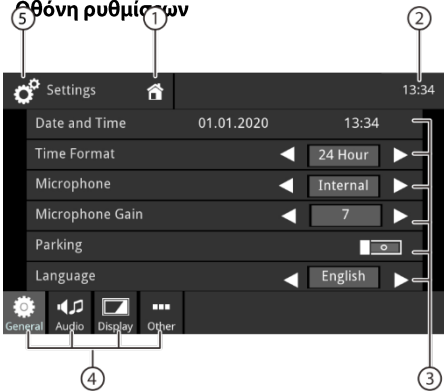 Οθόνη ρυθμίσεων
5 1 2
Settings 13:34
Date and Time 01.01.2020 13:34
Time Format 24 Hour
Microphone Internal
Microphone Gain 7
Parking
Language English
General Audio Display Other
4 3